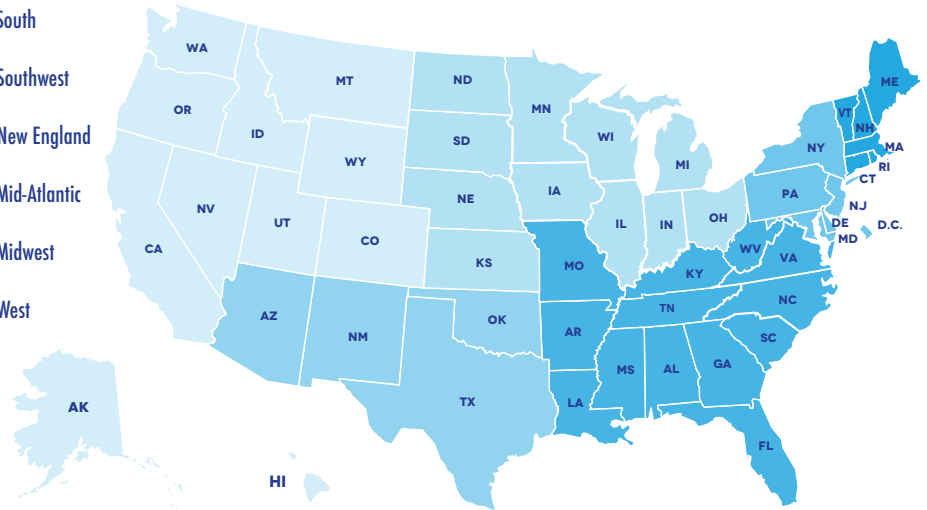 South
Southwest
New England
Mid-Atlantic
Midwest
West
WA
MT
ND
MN
ME
OR
ID
SD
WI
VT
NH
NY
MA
WY
MI
RI
CT
NE
IA
PA
NV
UT
CO
IL
IN
OH
NJ
DE
D.C.
CA
KS
MO
WV
VA
MD
KY
AZ
NM
OK
AR
TN
NC
SC
TX
LA
MS
AL
GA
FL
AK
HI